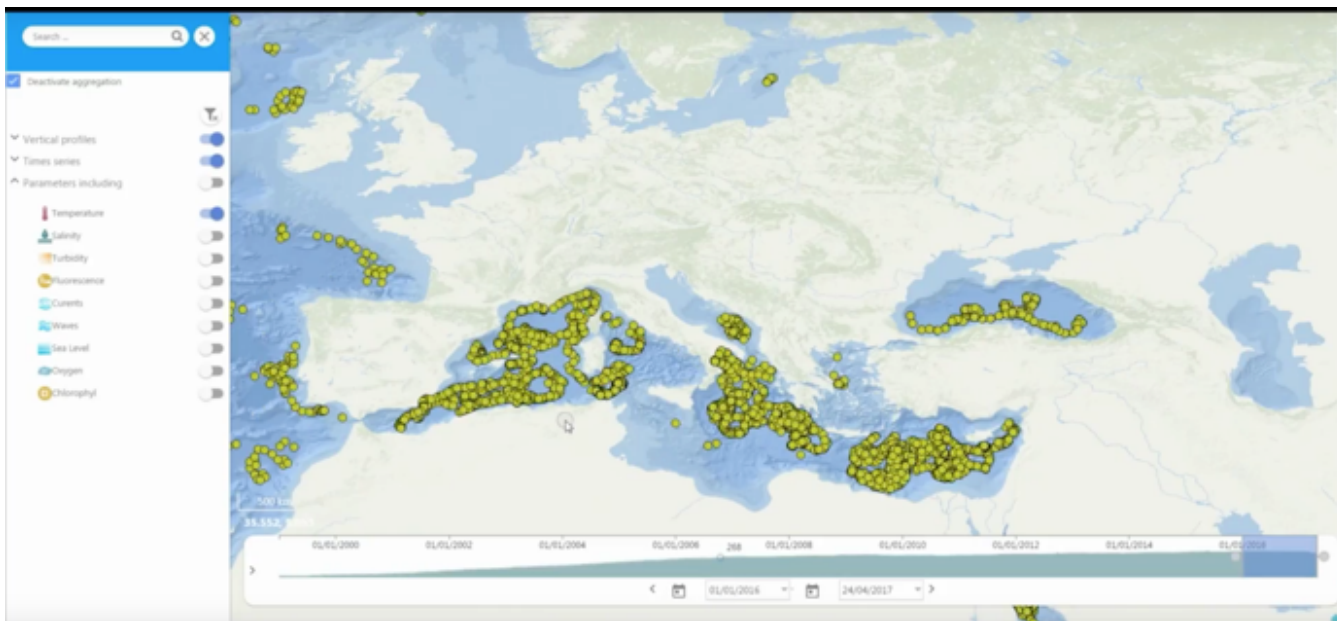 Search ...
Deactivate aggregation
Vertical profiles
Times series
Parameters including
Temperature
Salinity
Turbidity
Fluorescence
Curents
Waves
Sea Level
Oxygen
Chlorophyl
500 km
35.552,
01/01/2000 01/01/2002 01/01/2004 01/01/2006 268 01/01/2008 01/01/2010 01/01/2012 01/01/2014 01/01/2016
01/01/2016 24/04/2017